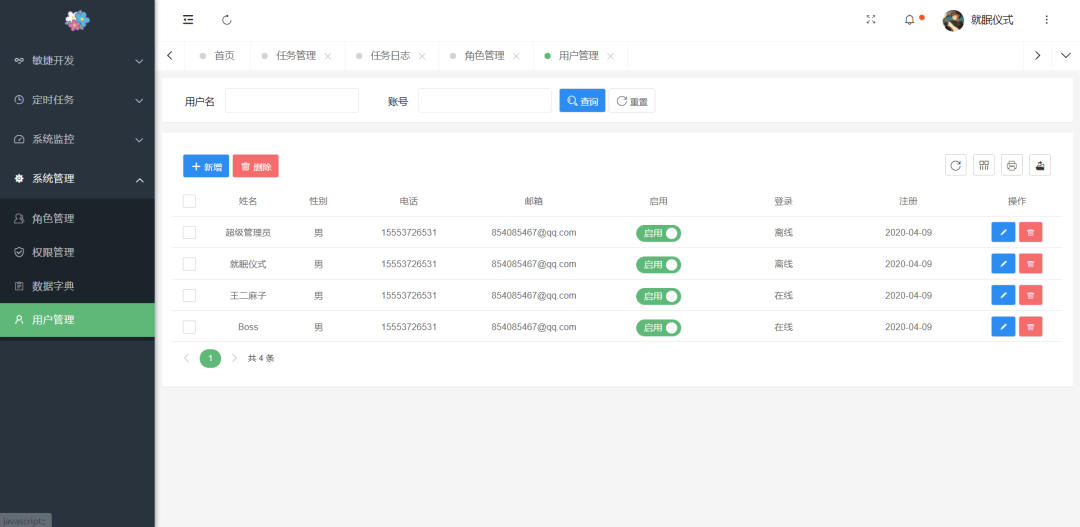 就眠仪式
敏捷开发
定时任务
系统监控
系统管理
角色管理
权限管理
数据字典
用户管理
首页 任务管理 任务日志 角色管理 用户管理
用户名 账号 查询 重置
新增 删除
姓名 性别 电话 邮箱 启用 登录 注册 操作
超级管理员 男 15553726531 854085467@qq.com 启用 离线 2020-04-09
就眠仪式 男 15553726531 854085467@qq.com 启用 离线 2020-04-09
王二麻子 男 15553726531 854085467@qq.com 启用 在线 2020-04-09
Boss 男 15553726531 854085467@qq.com 启用 在线 2020-04-09
1 共 4 条
javascript:;